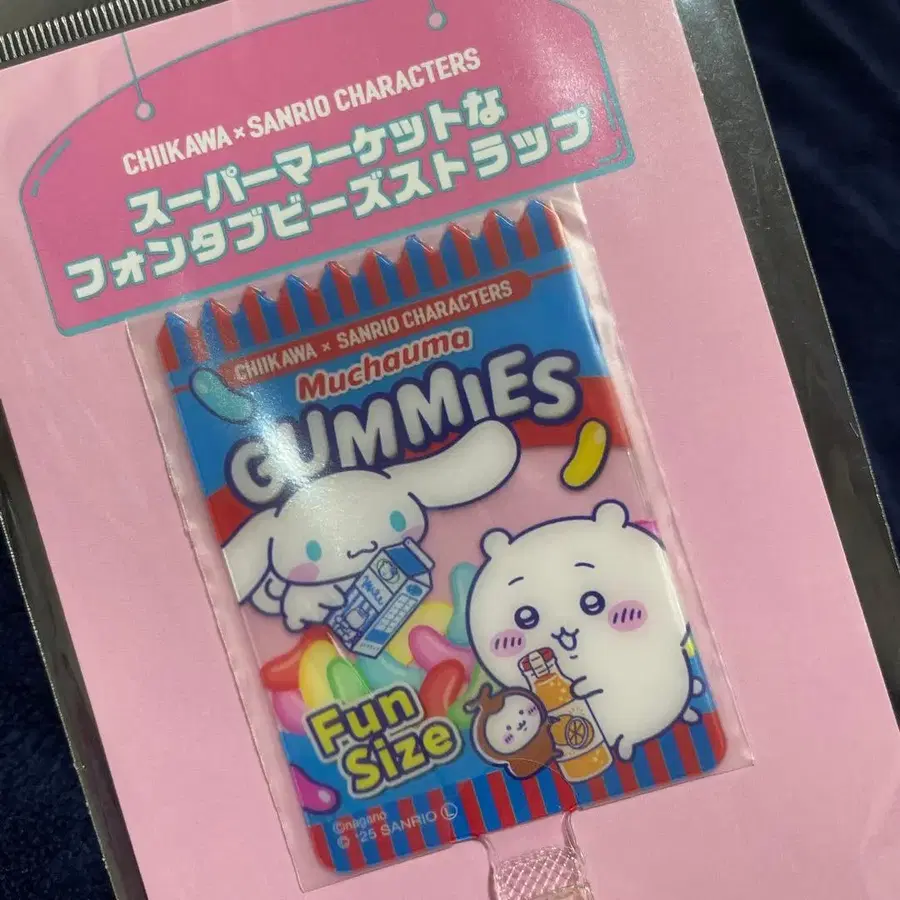 CHIIKAWA × SANRIO CHARACTERS
スーパーマーケットな
フォンタブビーズストラップ
CHIIKAWA × SANRIO CHARACTERS
Muchauma
GUMMIES
Fun
Size
©nagano
© '25 SANRIO Ⓛ